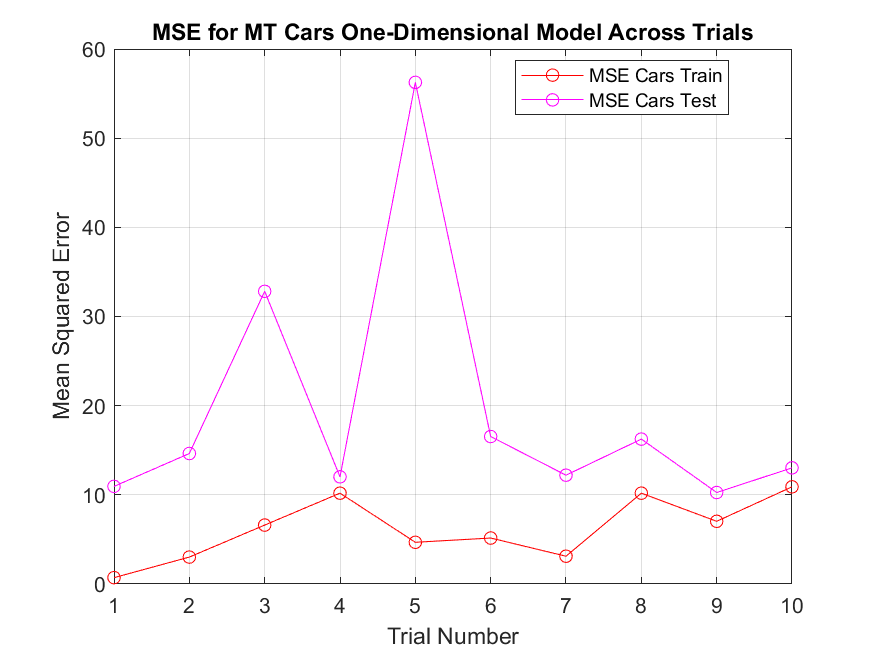 MSE for MT Cars One-Dimensional Model Across Trials
MSE Cars Train
MSE Cars Test
Mean Squared Error
60
50
40
30
20
10
0
1 2 3 4 5 6 7 8 9 10
Trial Number